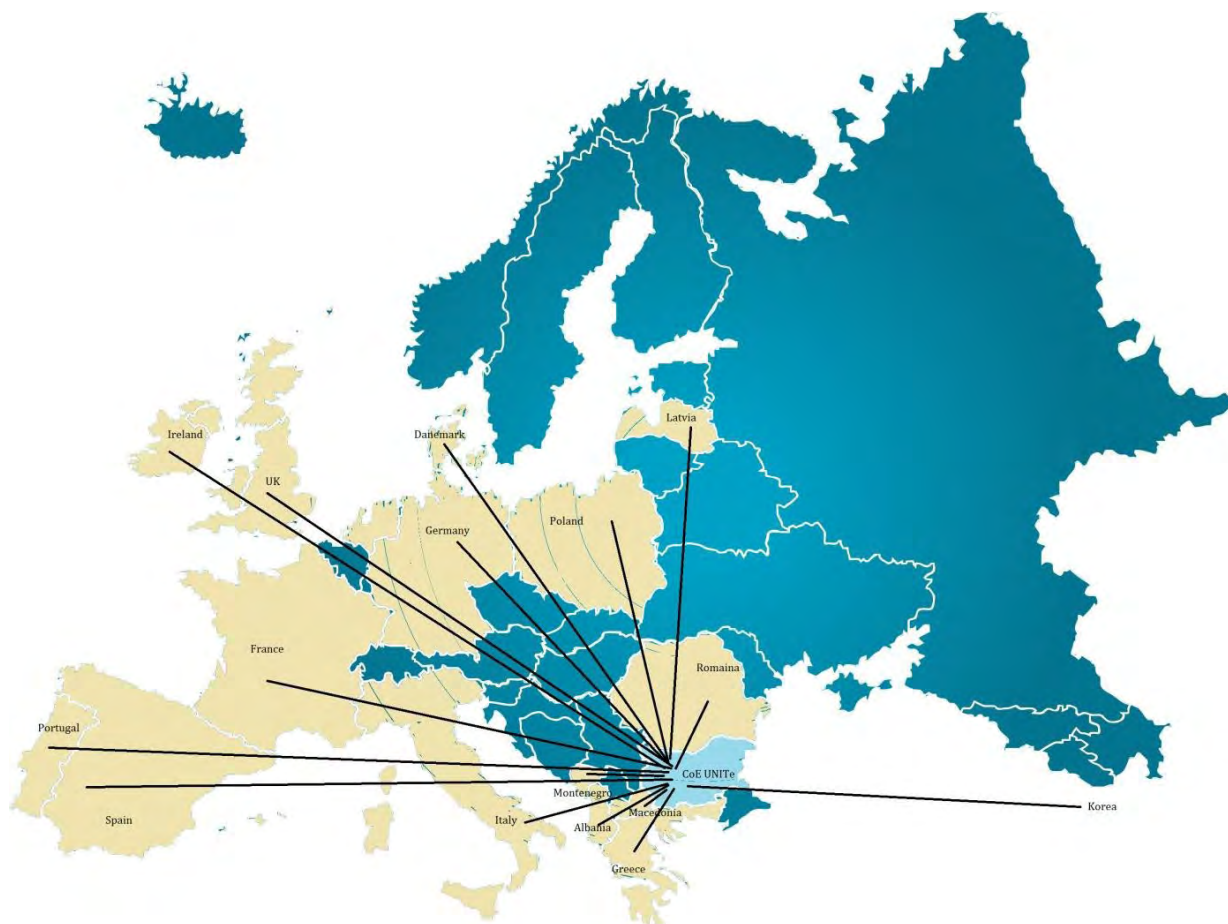 Latvia
Ireland
Danemark
UK
Poland
Germany
France
Romaina
Portugal
CoE UNITe
Montenegro
Korea
Macedonia
Spain
Italy
Albania
Greece